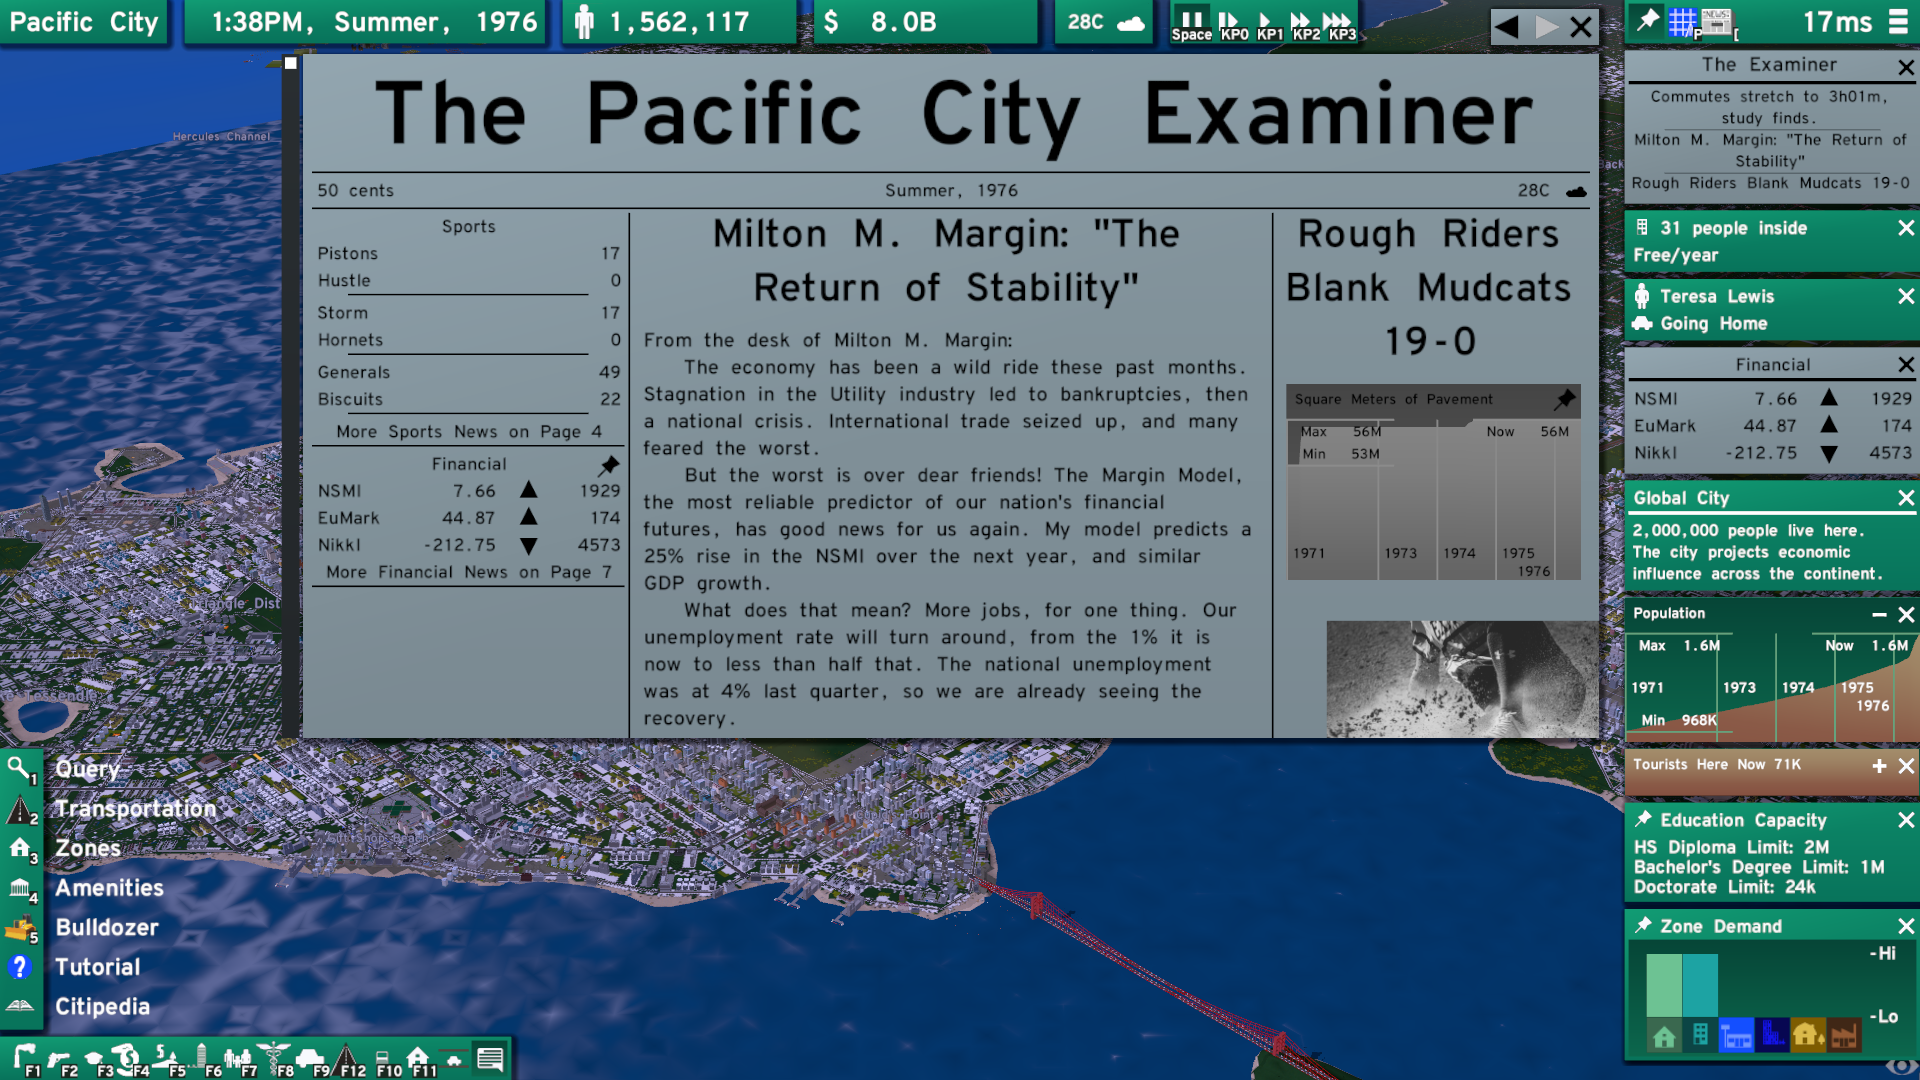 Pacific City
1:38PM, Summer, 1976
1,562,117
$ 8.0B
28C
Space KP0 KP1 KP2 KP3
P [
17ms
Hercules Channel
The Pacific City Examiner
50 cents
Summer, 1976
28C
Sports
Pistons 17
Hustle 0
Storm 17
Hornets 0
Generals 49
Biscuits 22
More Sports News on Page 4
Financial
NSMI 7.66 ▲ 1929
EuMark 44.87 ▲ 174
NikkI -212.75 ▼ 4573
More Financial News on Page 7
Milton M. Margin: "The
Return of Stability"
From the desk of Milton M. Margin:
The economy has been a wild ride these past months.
Stagnation in the Utility industry led to bankruptcies, then
a national crisis. International trade seized up, and many
feared the worst.
But the worst is over dear friends! The Margin Model,
the most reliable predictor of our nation's financial
futures, has good news for us again. My model predicts a
25% rise in the NSMI over the next year, and similar
GDP growth.
What does that mean? More jobs, for one thing. Our
unemployment rate will turn around, from the 1% it is
now to less than half that. The national unemployment
was at 4% last quarter, so we are already seeing the
recovery.
Rough Riders
Blank Mudcats
19-0
Square Meters of Pavement
Max 56M Now 56M
Min 53M
1971 1973 1974 1975
1976
The Examiner
Commutes stretch to 3h01m,
study finds.
Milton M. Margin: "The Return of
Stability"
Rough Riders Blank Mudcats 19-0
31 people inside
Free/year
Teresa Lewis
Going Home
Financial
NSMI 7.66 ▲ 1929
EuMark 44.87 ▲ 174
NikkI -212.75 ▼ 4573
Global City
2,000,000 people live here.
The city projects economic
influence across the continent.
Population
Max 1.6M Now 1.6M
1971 1973 1974 1975
1976
Min 968K
Tourists Here Now 71K
Education Capacity
HS Diploma Limit: 2M
Bachelor's Degree Limit: 1M
Doctorate Limit: 24k
Zone Demand
-Hi
-Lo
Triangle Dist
1 Query
2 Transportation
3 Zones
4 Amenities
5 Bulldozer
? Tutorial
Citipedia
F1 F2 F3 F4 F5 F6 F7 F8 F9 F12 F10 F11